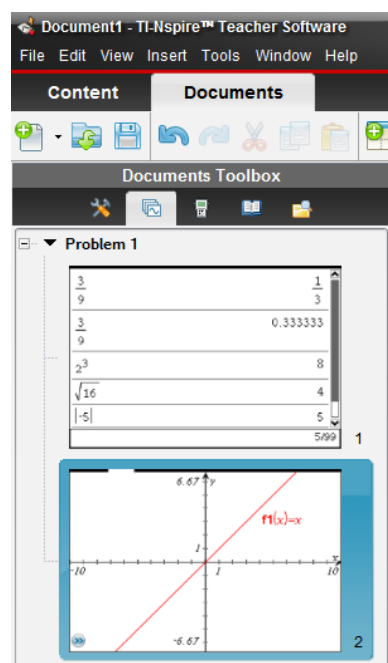 Document1 - TI-Nspire™ Teacher Software
File Edit View Insert Tools Window Help
Content Documents
Documents Toolbox
Problem 1
3/9 1/3
3/9 0.333333
2³ 8
√16 4
|-5| 5
5/99
1
6.67 y
f1(x)=x
1
x
-10 1 10
-6.67
2